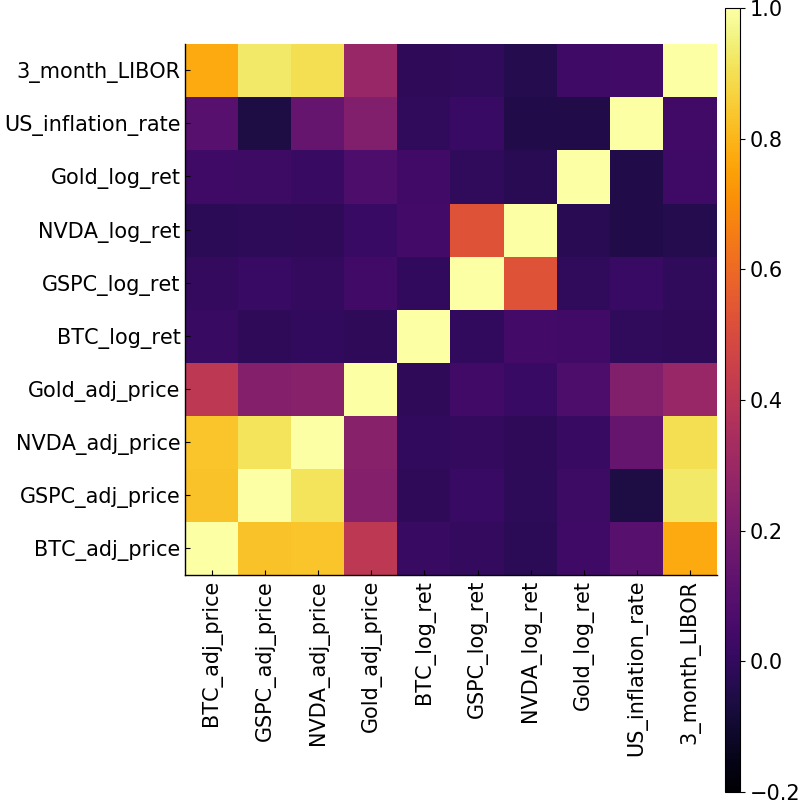 3_month_LIBOR
US_inflation_rate
Gold_log_ret
NVDA_log_ret
GSPC_log_ret
BTC_log_ret
Gold_adj_price
NVDA_adj_price
GSPC_adj_price
BTC_adj_price
BTC_adj_price
GSPC_adj_price
NVDA_adj_price
Gold_adj_price
BTC_log_ret
GSPC_log_ret
NVDA_log_ret
Gold_log_ret
US_inflation_rate
3_month_LIBOR
1.0
0.8
0.6
0.4
0.2
0.0
−0.2